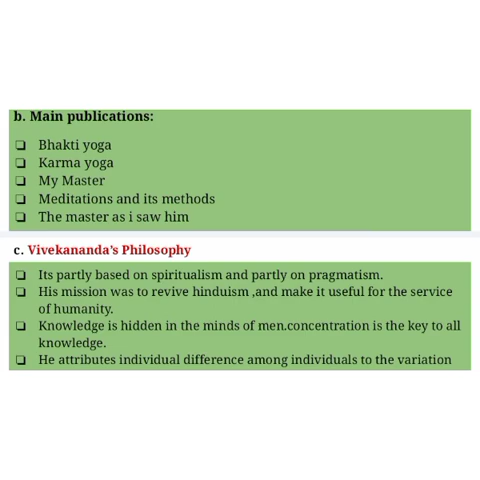 b. Main publications:
❏ Bhakti yoga
❏ Karma yoga
❏ My Master
❏ Meditations and its methods
❏ The master as i saw him
c. Vivekananda's Philosophy
❏ Its partly based on spiritualism and partly on pragmatism.
❏ His mission was to revive hinduism ,and make it useful for the service
of humanity.
❏ Knowledge is hidden in the minds of men.concentration is the key to all
knowledge.
❏ He attributes individual difference among individuals to the variation